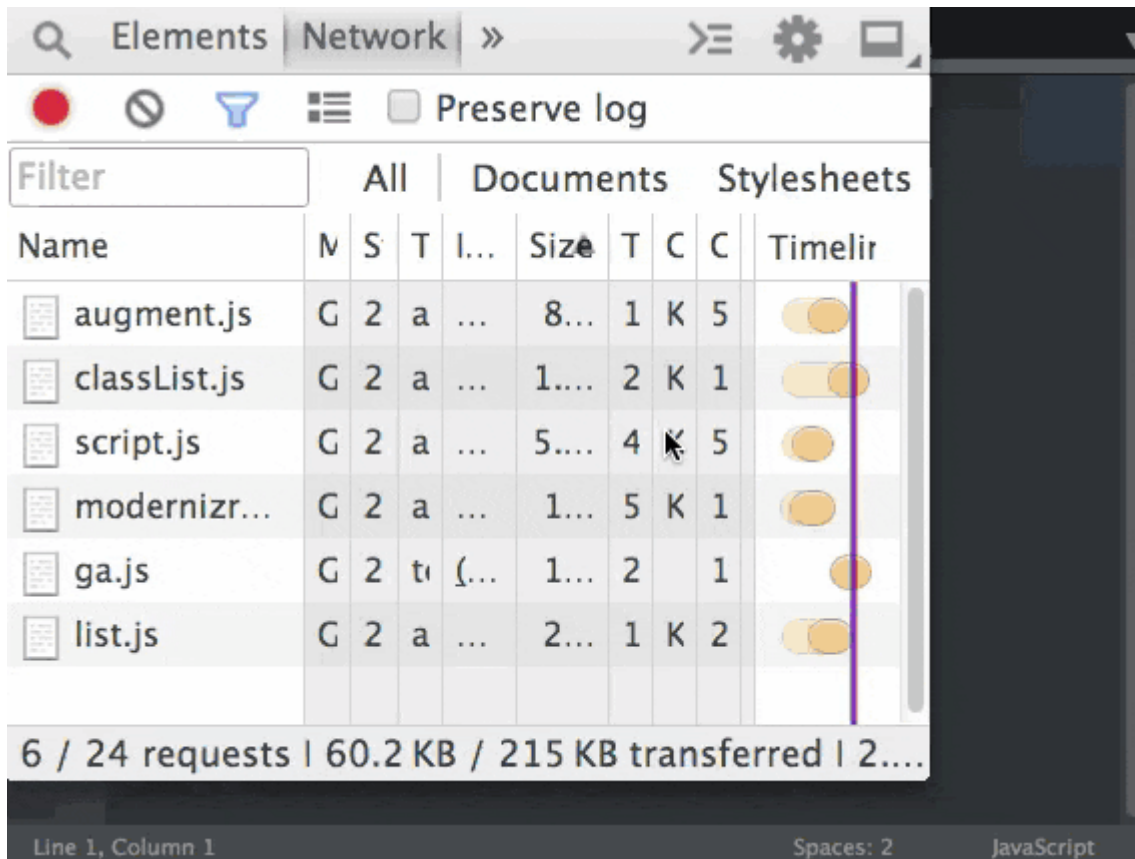 Elements Network »
Preserve log
Filter All Documents Stylesheets
Name M S T I... Size T C C Timelir
augment.js G 2 a ... 8... 1 K 5
classList.js G 2 a ... 1.... 2 K 1
script.js G 2 a ... 5.... 4 5
modernizr... G 2 a ... 1... 5 K 1
ga.js G 2 te (... 1... 2 1
list.js G 2 a ... 2... 1 K 2
6 / 24 requests | 60.2 KB / 215 KB transferred | 2....
Line 1, Column 1 Spaces: 2 JavaScript